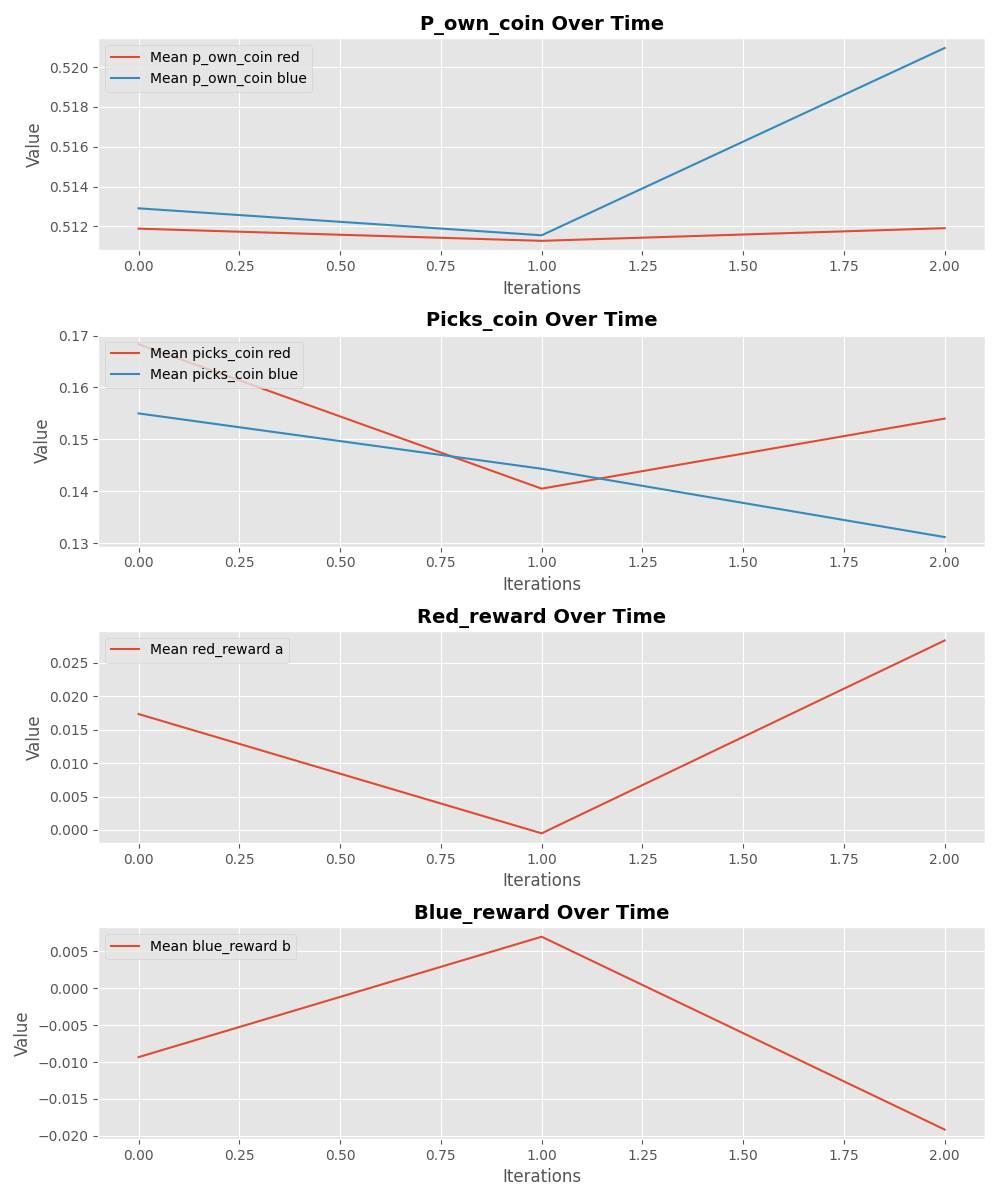 P_own_coin Over Time
Mean p_own_coin red
Mean p_own_coin blue
0.520
0.518
0.516
0.514
0.512
Value
0.00 0.25 0.50 0.75 1.00 1.25 1.50 1.75 2.00
Iterations
Picks_coin Over Time
Mean picks_coin red
Mean picks_coin blue
0.17
0.16
0.15
0.14
0.13
Value
0.00 0.25 0.50 0.75 1.00 1.25 1.50 1.75 2.00
Iterations
Red_reward Over Time
Mean red_reward a
0.025
0.020
0.015
0.010
0.005
0.000
Value
0.00 0.25 0.50 0.75 1.00 1.25 1.50 1.75 2.00
Iterations
Blue_reward Over Time
Mean blue_reward b
0.005
0.000
−0.005
−0.010
−0.015
−0.020
Value
0.00 0.25 0.50 0.75 1.00 1.25 1.50 1.75 2.00
Iterations